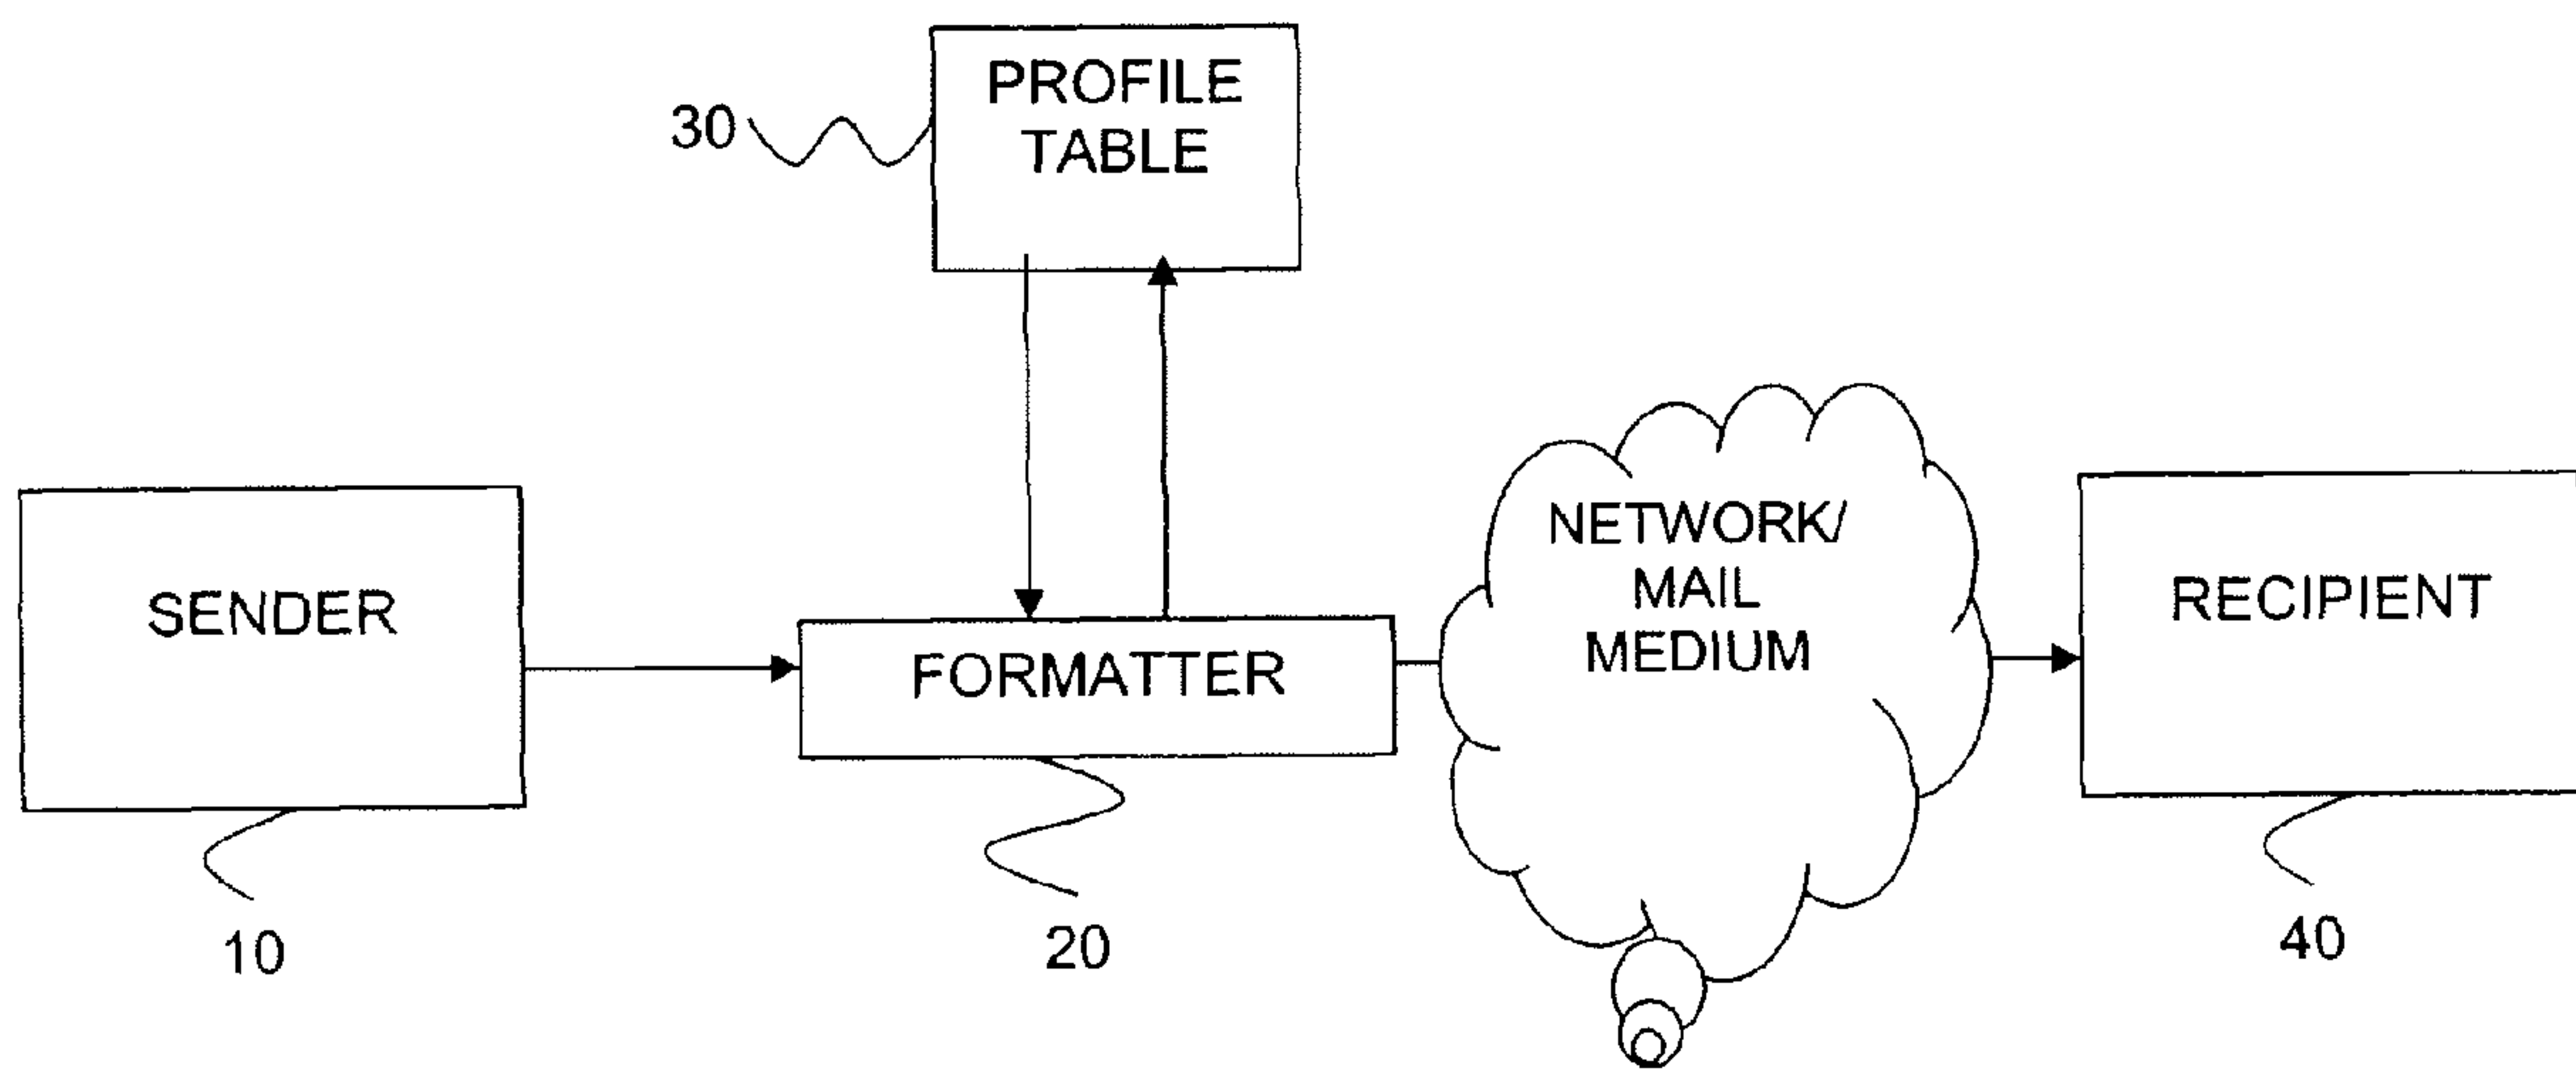 PROFILE
TABLE
30
SENDER
FORMATTER
NETWORK/
MAIL
MEDIUM
RECIPIENT
10
20
40